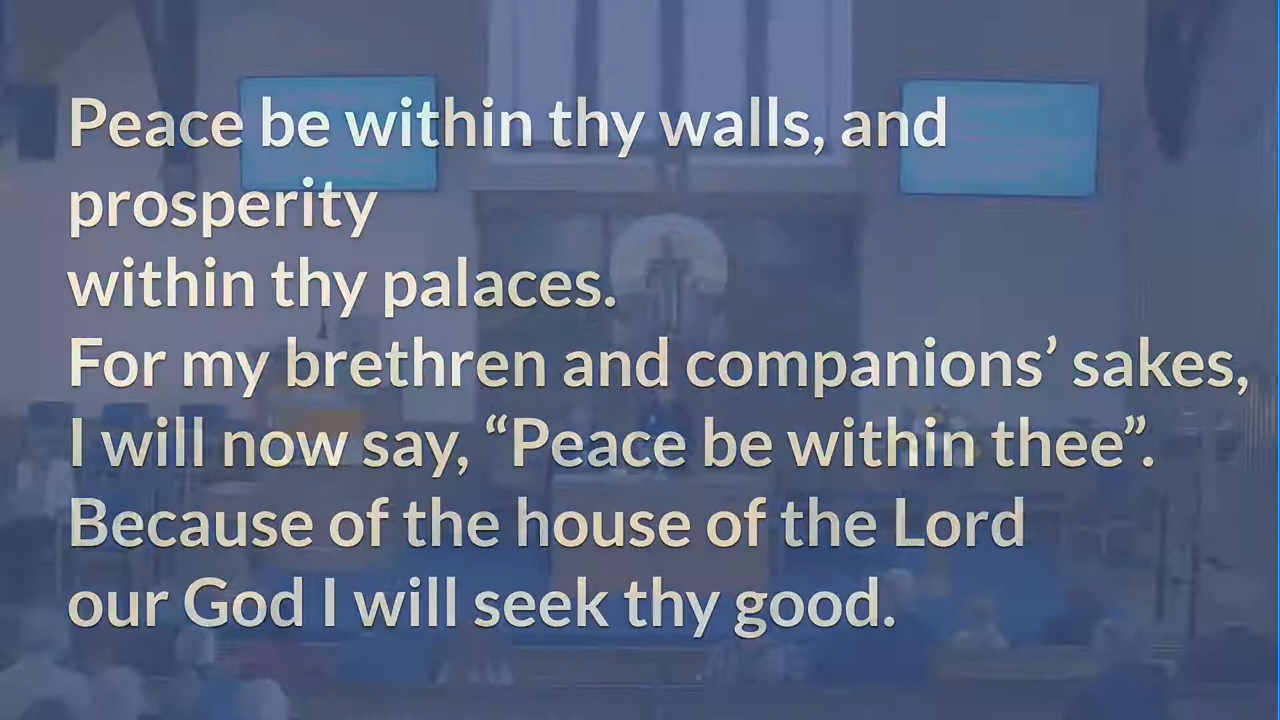 Peace be within thy walls, and
prosperity
within thy palaces.
For my brethren and companions’ sakes,
I will now say, “Peace be within thee”.
Because of the house of the Lord
our God I will seek thy good.